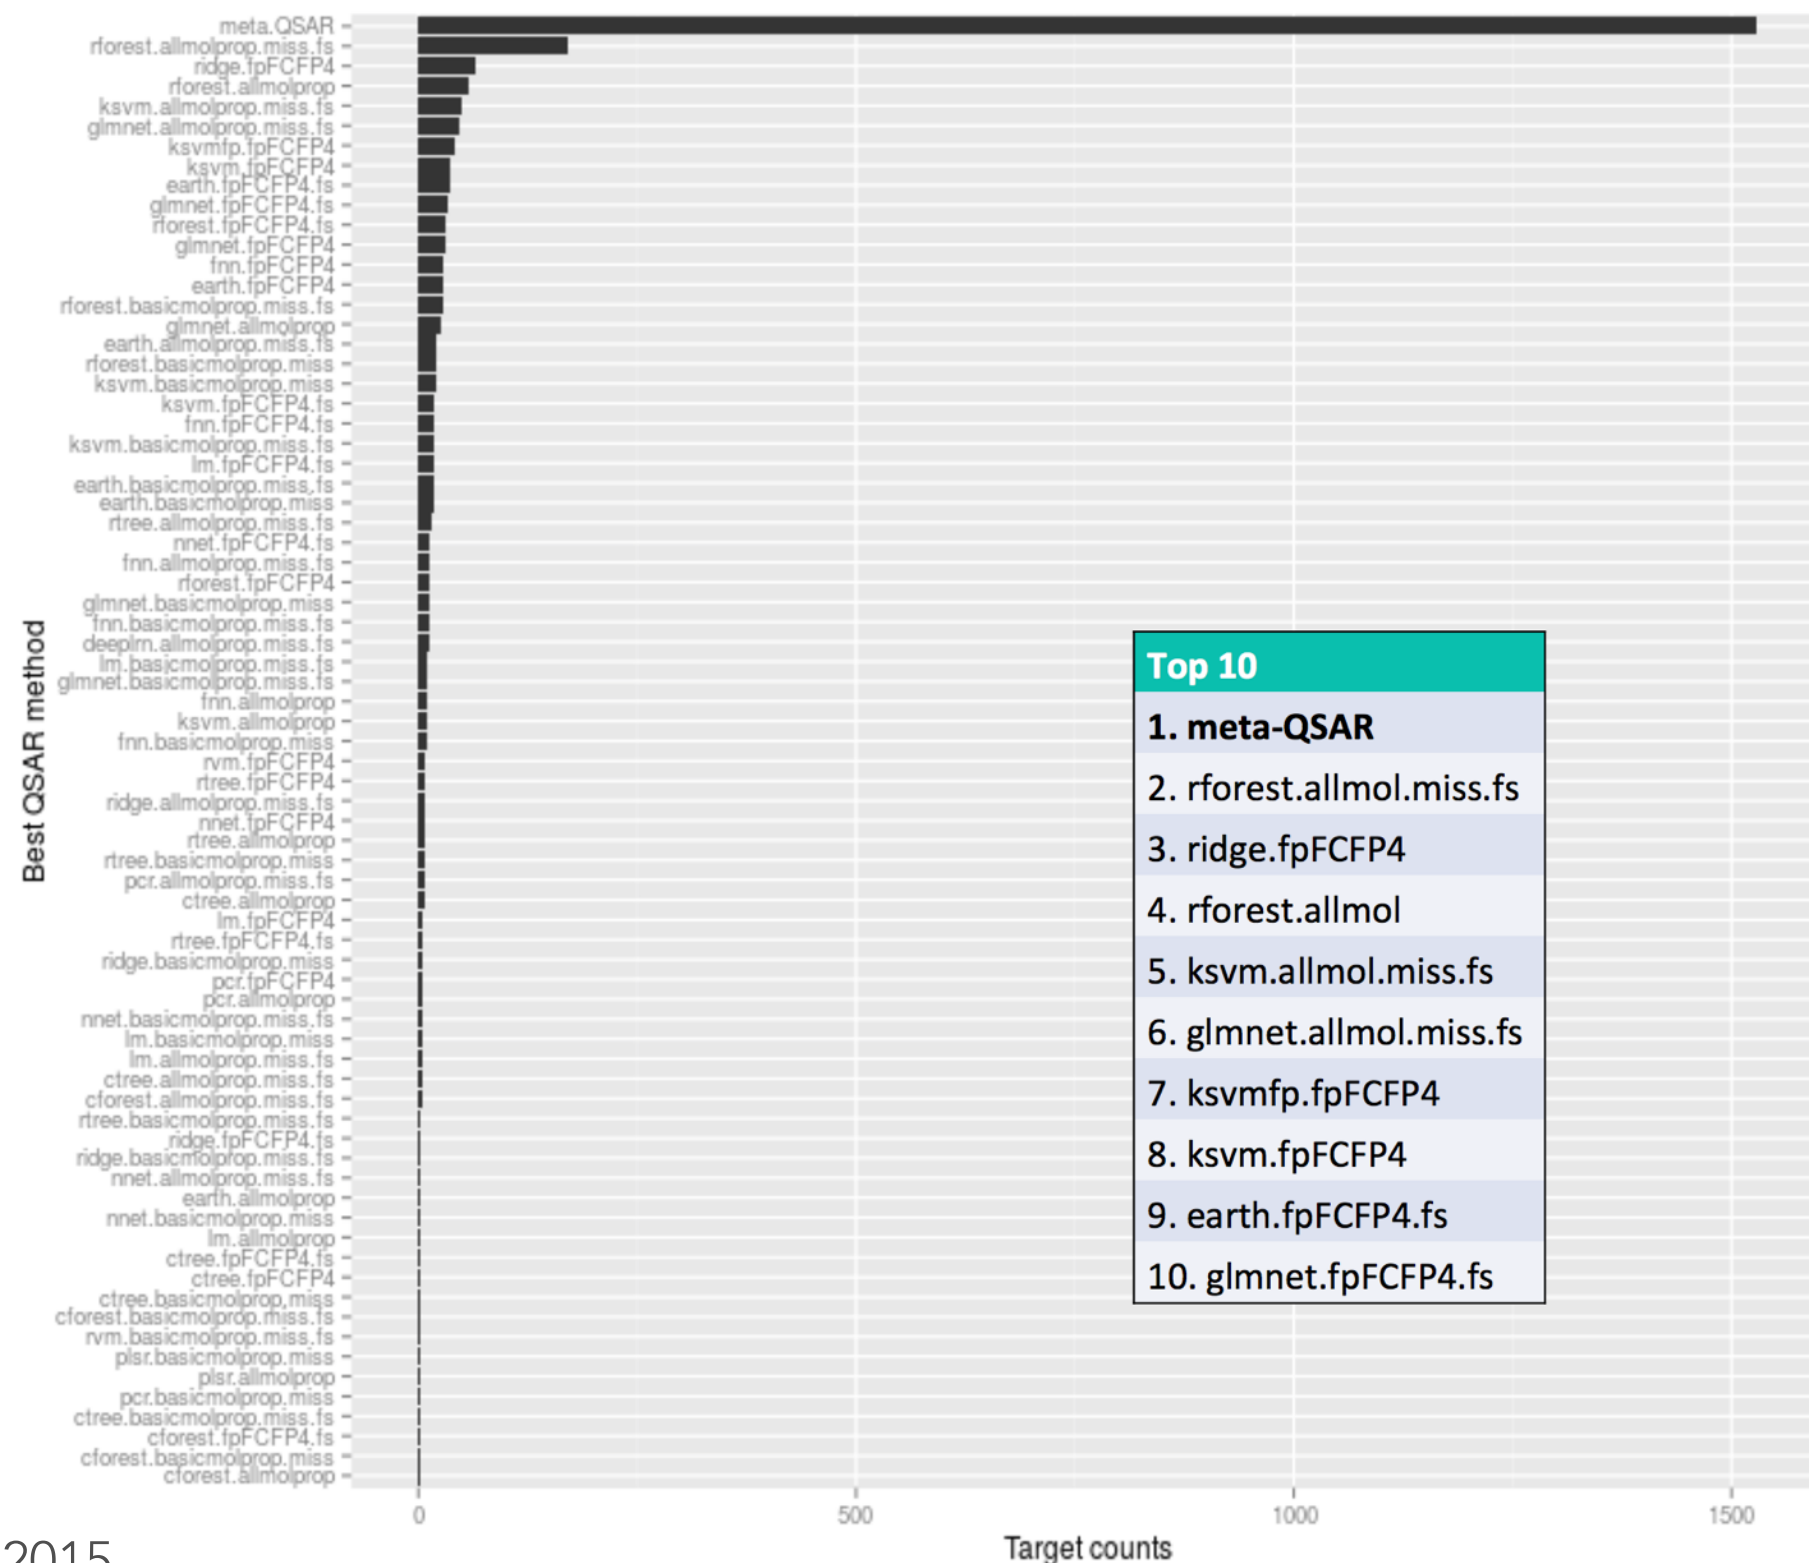 meta.QSAR
rforest.allmolprop.miss.fs
ridge.fpFCFP4
rforest.allmolprop
ksvm.allmolprop.miss.fs
glmnet.allmolprop.miss.fs
ksvmfp.fpFCFP4
ksvm.fpFCFP4
earth.fpFCFP4.fs
glmnet.fpFCFP4.fs
rforest.fpFCFP4.fs
glmnet.fpFCFP4
fnn.fpFCFP4
earth.fpFCFP4
rforest.basicmolprop.miss.fs
glmnet.allmolprop
earth.allmolprop.miss.fs
rforest.basicmolprop.miss
ksvm.basicmolprop.miss
ksvm.fpFCFP4.fs
fnn.fpFCFP4.fs
ksvm.basicmolprop.miss.fs
lm.fpFCFP4.fs
earth.basicmolprop.miss.fs
earth.basicmolprop.miss
rtree.allmolprop.miss.fs
nnet.fpFCFP4.fs
fnn.allmolprop.miss.fs
rforest.fpFCFP4
glmnet.basicmolprop.miss
fnn.basicmolprop.miss.fs
deeplrn.allmolprop.miss.fs
lm.basicmolprop.miss.fs
glmnet.basicmolprop.miss.fs
fnn.allmolprop
ksvm.allmolprop
fnn.basicmolprop.miss
rvm.fpFCFP4
rtree.fpFCFP4
ridge.allmolprop.miss.fs
nnet.fpFCFP4
rtree.allmolprop
rtree.basicmolprop.miss
pcr.allmolprop.miss.fs
ctree.allmolprop
lm.fpFCFP4
rtree.fpFCFP4.fs
ridge.basicmolprop.miss
pcr.fpFCFP4
pcr.allmolprop
nnet.basicmolprop.miss.fs
lm.basicmolprop.miss
lm.allmolprop.miss.fs
ctree.allmolprop.miss.fs
cforest.allmolprop.miss.fs
rtree.basicmolprop.miss.fs
ridge.fpFCFP4.fs
ridge.basicmolprop.miss.fs
nnet.allmolprop.miss.fs
earth.allmolprop
nnet.basicmolprop.miss
lm.allmolprop
ctree.fpFCFP4.fs
ctree.fpFCFP4
ctree.basicmolprop.miss
cforest.basicmolprop.miss.fs
rvm.basicmolprop.miss.fs
plsr.basicmolprop.miss
plsr.allmolprop
pcr.basicmolprop.miss
ctree.basicmolprop.miss.fs
cforest.fpFCFP4.fs
cforest.basicmolprop.miss
cforest.allmolprop
Best QSAR method
0 500 1000 1500
Target counts
Top 10
1. meta-QSAR
2. rforest.allmol.miss.fs
3. ridge.fpFCFP4
4. rforest.allmol
5. ksvm.allmol.miss.fs
6. glmnet.allmol.miss.fs
7. ksvmfp.fpFCFP4
8. ksvm.fpFCFP4
9. earth.fpFCFP4.fs
10. glmnet.fpFCFP4.fs
2015